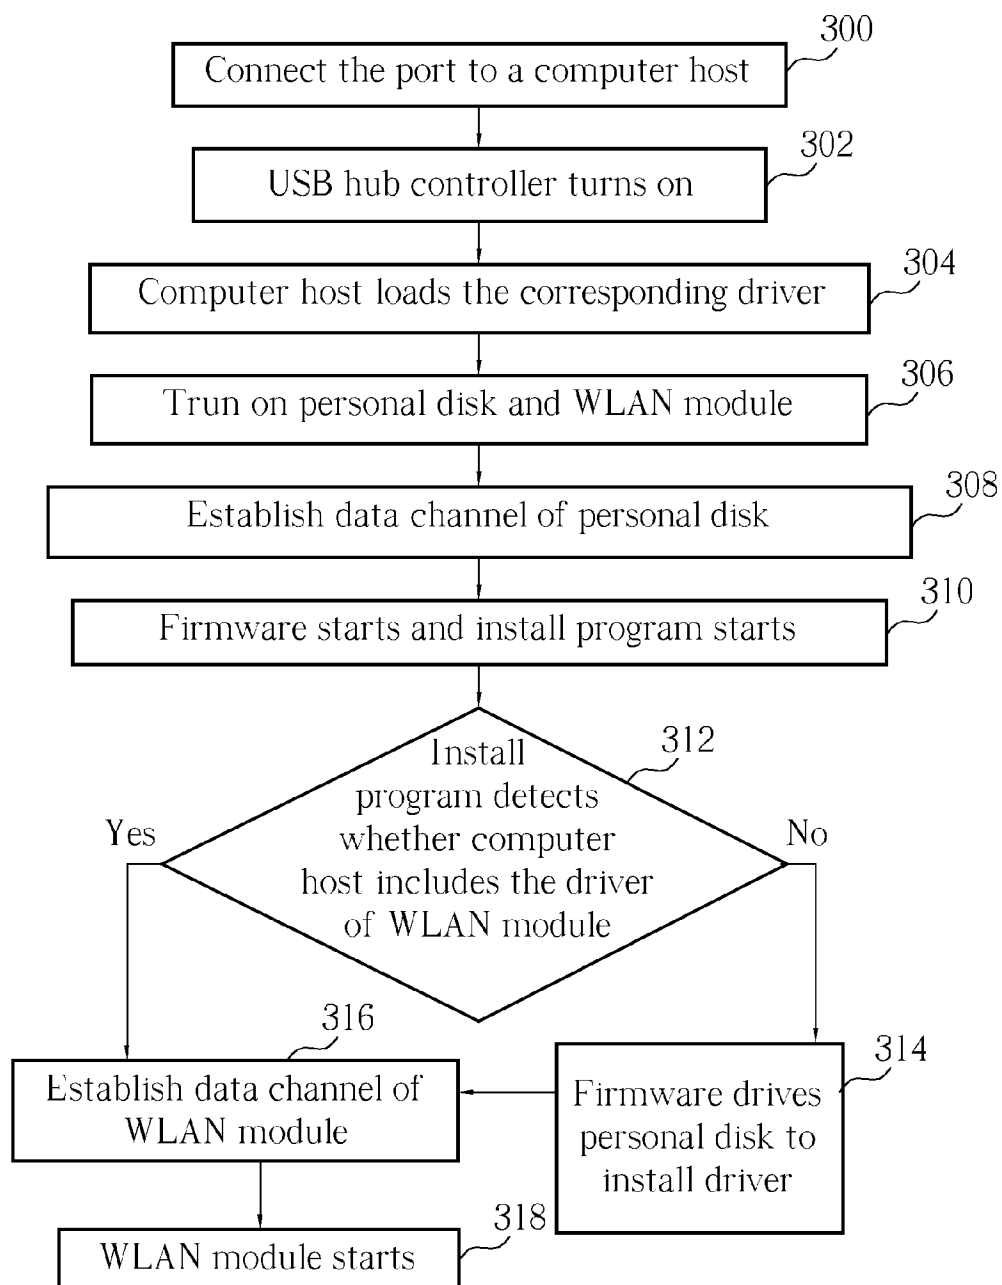 300
Connect the port to a computer host
302
USB hub controller turns on
304
Computer host loads the corresponding driver
306
Trun on personal disk and WLAN module
308
Establish data channel of personal disk
310
Firmware starts and install program starts
312
Install
program detects
whether computer
host includes the driver
of WLAN module
Yes
No
316
Establish data channel of
WLAN module
314
Firmware drives
personal disk to
install driver
318
WLAN module starts